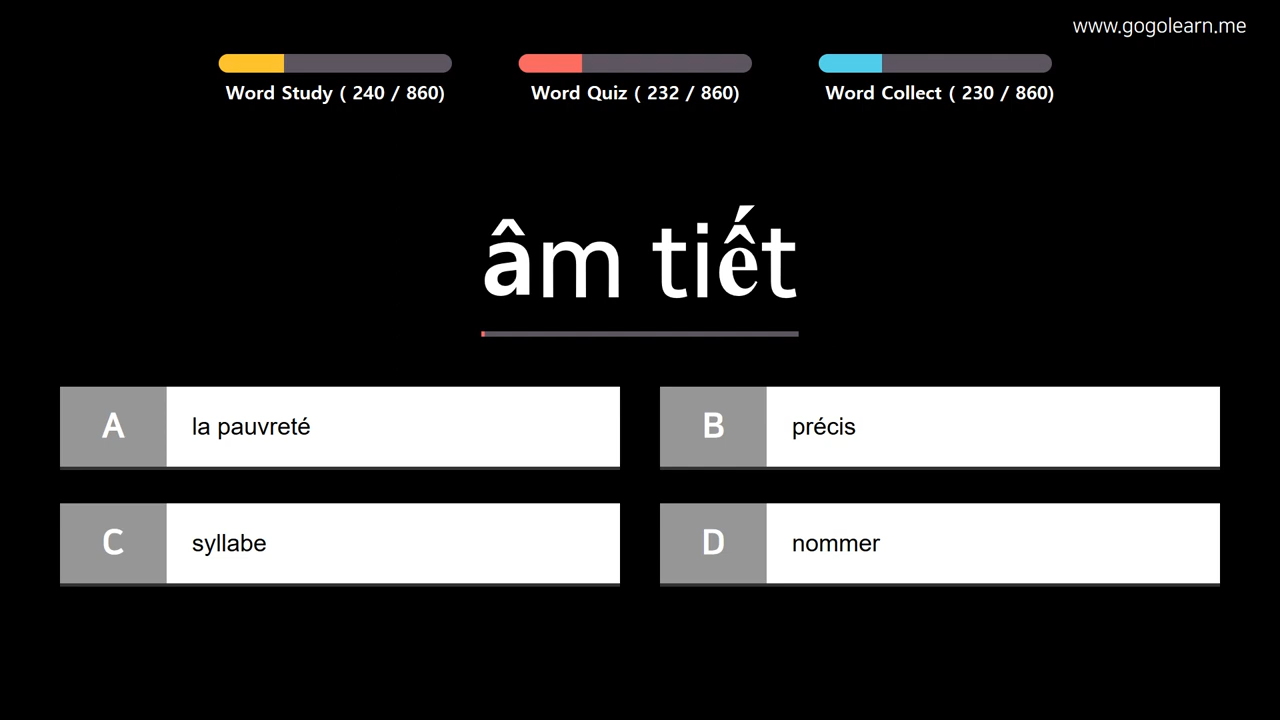 www.gogolearn.me
Word Study ( 240 / 860)
Word Quiz ( 232 / 860)
Word Collect ( 230 / 860)
âm tiết
A la pauvreté
B précis
C syllabe
D nommer